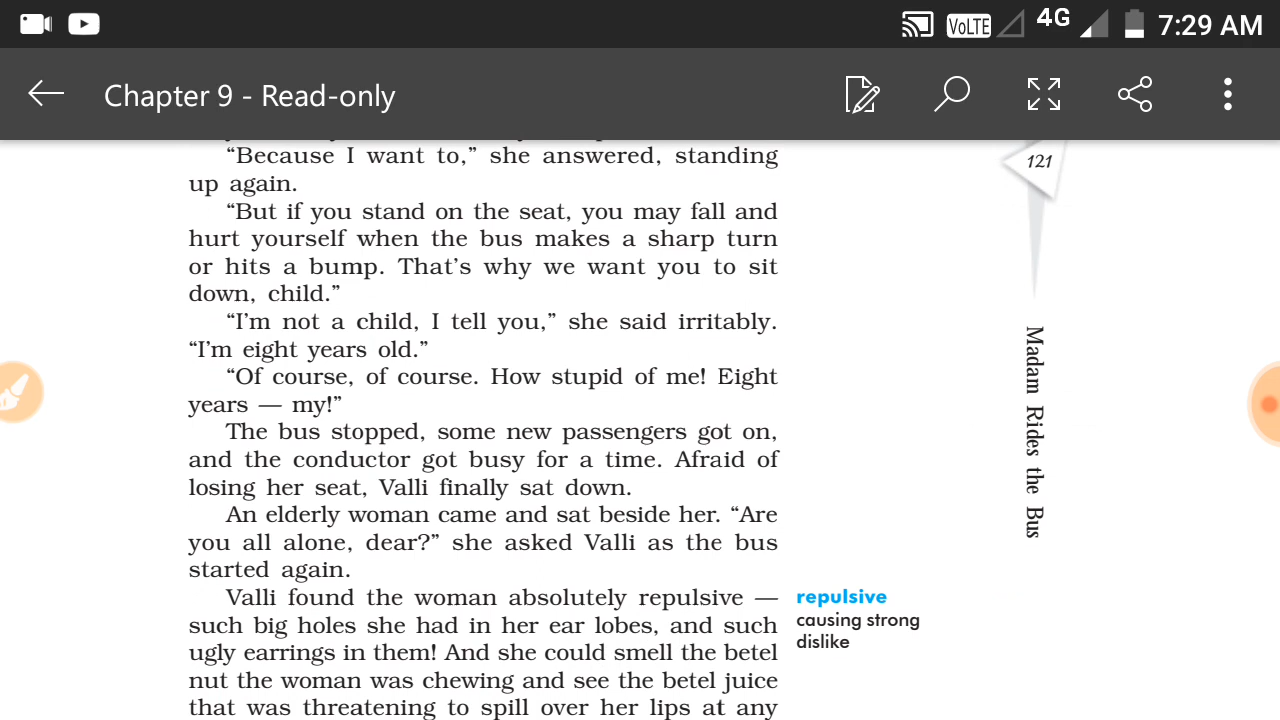 VoLTE 4G 7:29 AM
Chapter 9 - Read-only
“Because I want to,” she answered, standing
up again.
“But if you stand on the seat, you may fall and
hurt yourself when the bus makes a sharp turn
or hits a bump. That’s why we want you to sit
down, child.”
“I’m not a child, I tell you,” she said irritably.
“I’m eight years old.”
“Of course, of course. How stupid of me! Eight
years — my!”
The bus stopped, some new passengers got on,
and the conductor got busy for a time. Afraid of
losing her seat, Valli finally sat down.
An elderly woman came and sat beside her. “Are
you all alone, dear?” she asked Valli as the bus
started again.
Valli found the woman absolutely repulsive —
such big holes she had in her ear lobes, and such
ugly earrings in them! And she could smell the betel
nut the woman was chewing and see the betel juice
that was threatening to spill over her lips at any
repulsive
causing strong
dislike
121
Madam Rides the Bus